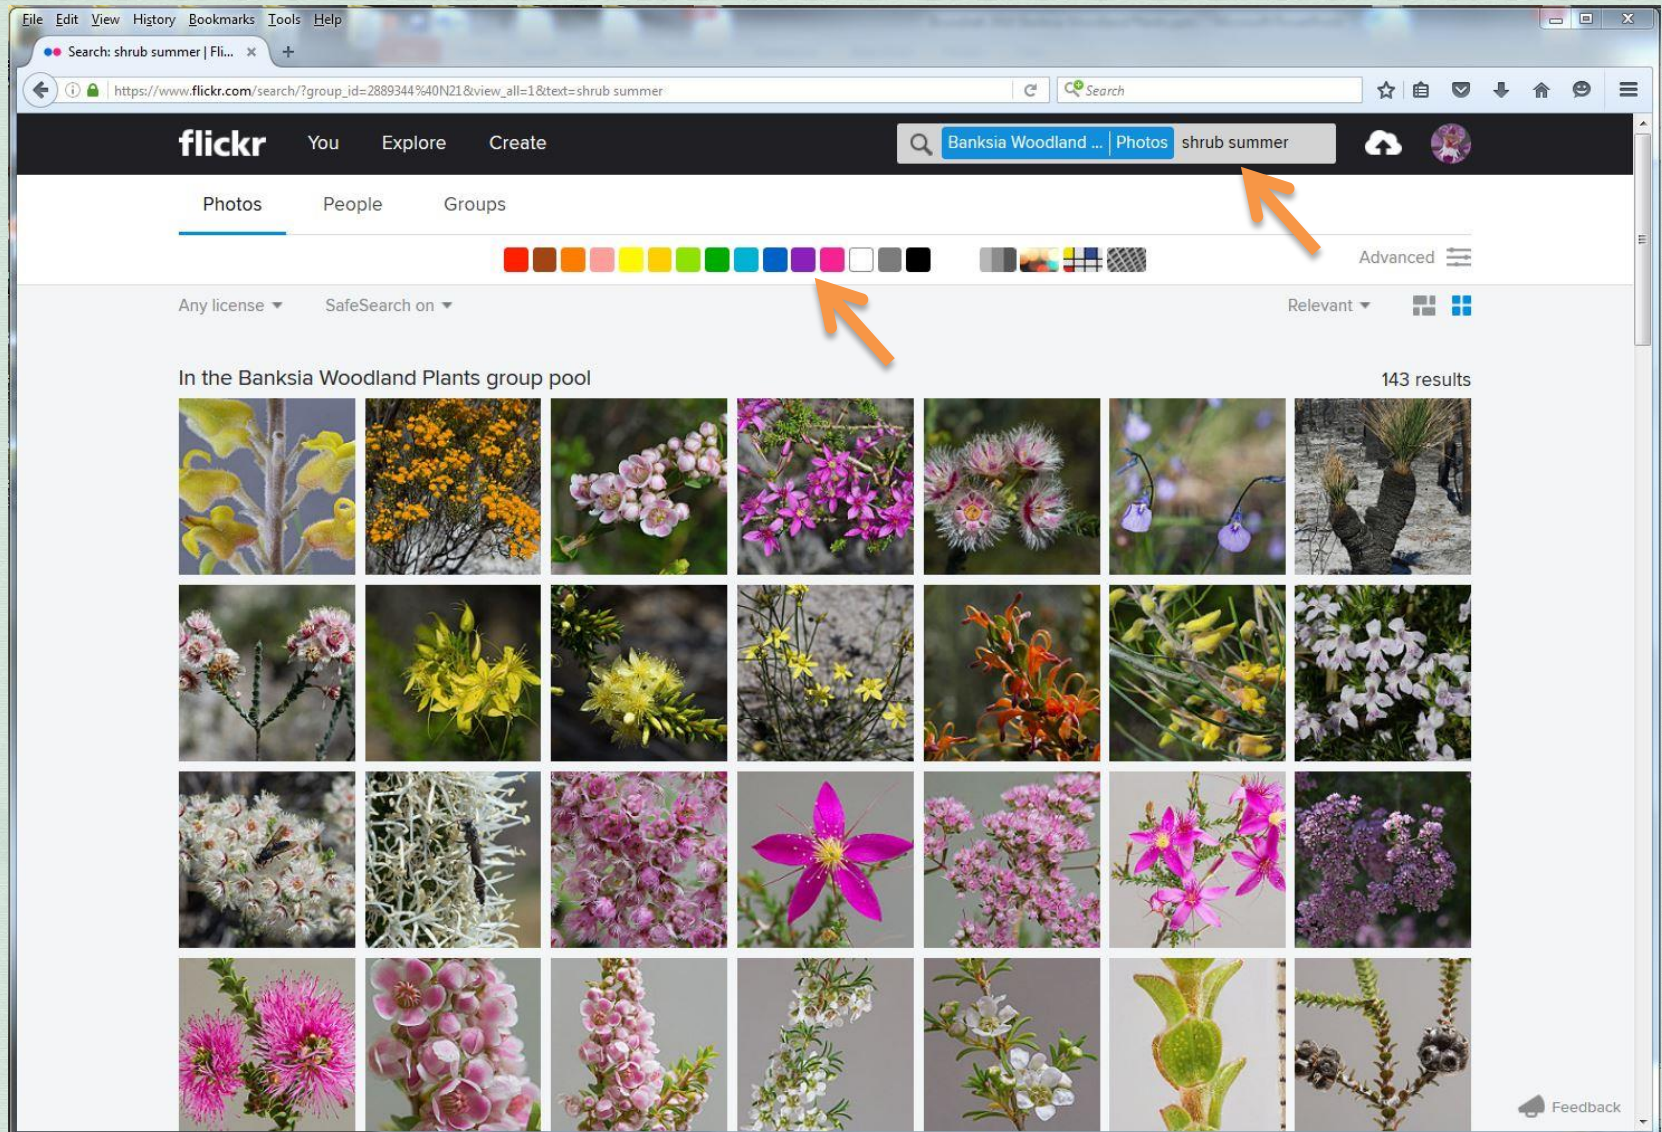 File Edit View History Bookmarks Tools Help
Search: shrub summer | Fli...
https://www.flickr.com/search/?group_id=2889344%40N21&view_all=1&text=shrub summer
Search
flickr You Explore Create
Banksia Woodland ... | Photos shrub summer
Photos People Groups
Advanced
Any license SafeSearch on Relevant
In the Banksia Woodland Plants group pool 143 results
Feedback